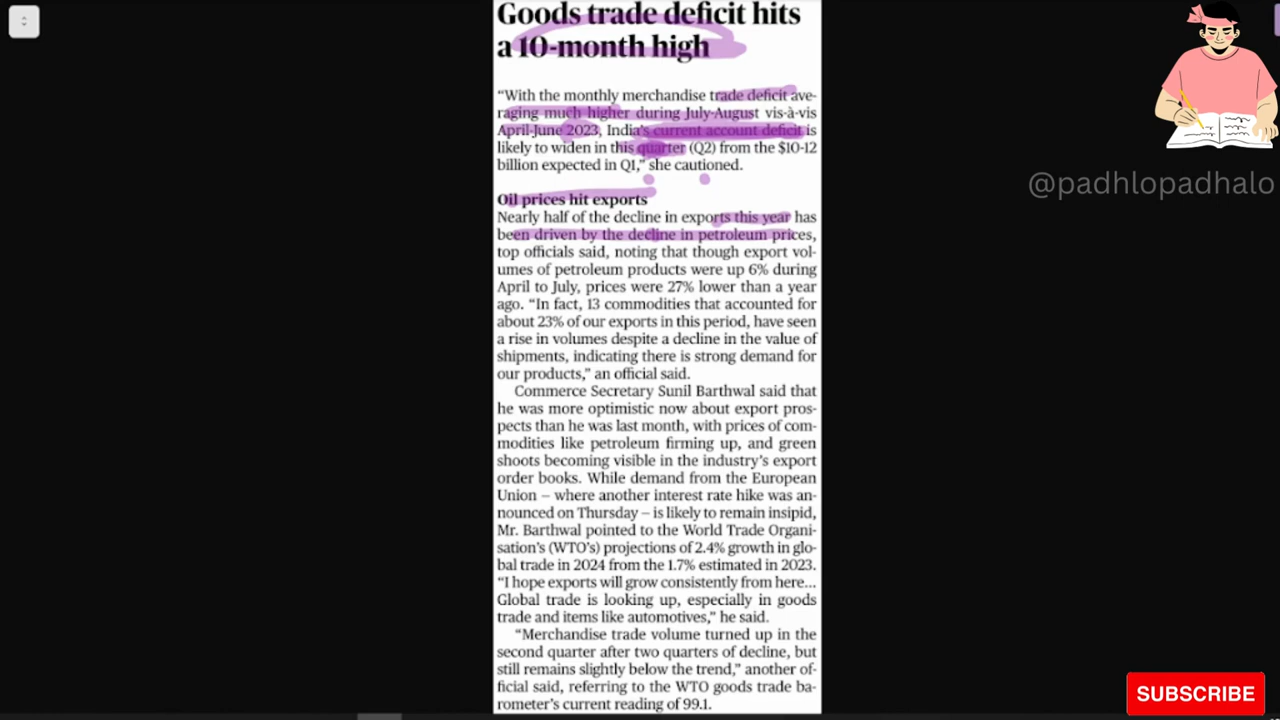 Goods trade deficit hits
a 10-month high
“With the monthly merchandise trade deficit ave-
raging much higher during July-August vis-à-vis
April-June 2023, India’s current account deficit is
likely to widen in this quarter (Q2) from the $10-12
billion expected in Q1,” she cautioned.
Oil prices hit exports
Nearly half of the decline in exports this year has
been driven by the decline in petroleum prices,
top officials said, noting that though export vol-
umes of petroleum products were up 6% during
April to July, prices were 27% lower than a year
ago. “In fact, 13 commodities that accounted for
about 23% of our exports in this period, have seen
a rise in volumes despite a decline in the value of
shipments, indicating there is strong demand for
our products,” an official said.
Commerce Secretary Sunil Barthwal said that
he was more optimistic now about export pros-
pects than he was last month, with prices of com-
modities like petroleum firming up, and green
shoots becoming visible in the industry’s export
order books. While demand from the European
Union – where another interest rate hike was an-
nounced on Thursday – is likely to remain insipid,
Mr. Barthwal pointed to the World Trade Organi-
sation’s (WTO’s) projections of 2.4% growth in glo-
bal trade in 2024 from the 1.7% estimated in 2023.
“I hope exports will grow consistently from here...
Global trade is looking up, especially in goods
trade and items like automotives,” he said.
“Merchandise trade volume turned up in the
second quarter after two quarters of decline, but
still remains slightly below the trend,” another of-
ficial said, referring to the WTO goods trade ba-
rometer’s current reading of 99.1.
@padhlopadhalo
SUBSCRIBE